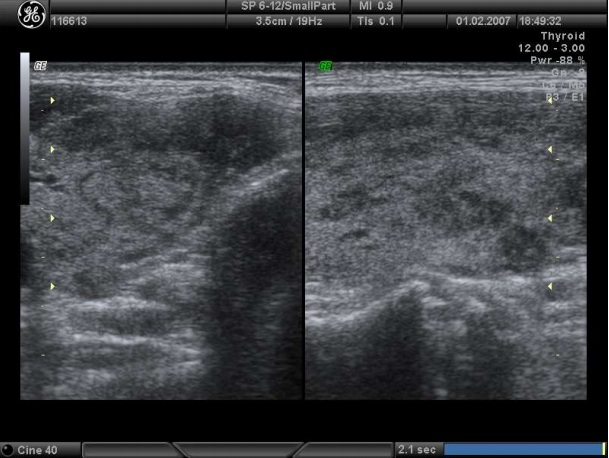 SP 6-12/SmallPart
MI 0.9
116613
3.5cm / 19Hz
Tls 0.1
01.02.2007
18:49:32
Thyroid
12.00 - 3.00
Pwr -88 %
GE
GE
Cine 40
2.1 sec